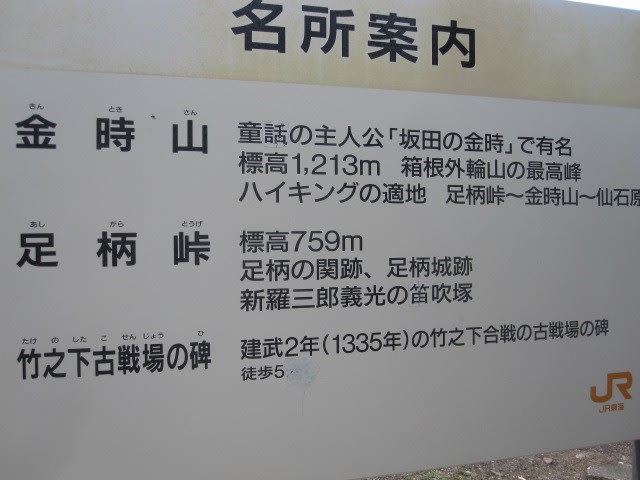 名所案内
きん とき さん
金時山
童話の主人公「坂田の金時」で有名
標高1,213m 箱根外輪山の最高峰
ハイキングの適地 足柄峠〜金時山〜仙石原
あし がら とうげ
足柄峠
標高759m
足柄の関跡、足柄城跡
新羅三郎義光の笛吹塚
たけ の した こ せん じょう ひ
竹之下古戦場の碑
建武2年(1335年)の竹之下合戦の古戦場の碑
徒歩5
JR
JR東海